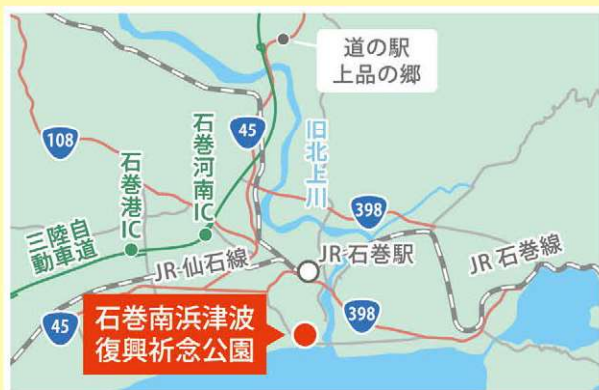 道の駅
上品の郷
108
45
旧北上川
石巻河南IC
石巻港IC
三陸自
動車道
398
JR 石巻駅
JR 仙石線
JR 石巻線
45
石巻南浜津波
復興祈念公園
398